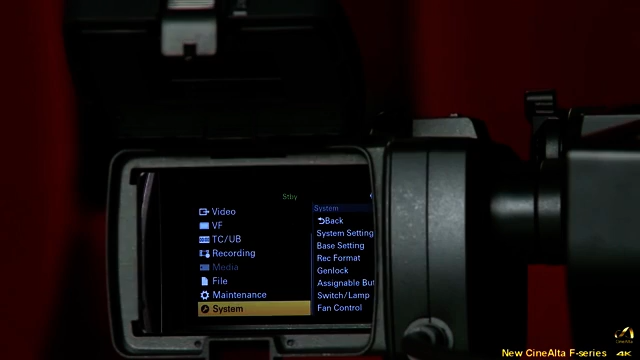 Stby
Video
VF
TC/UB
Recording
Media
File
Maintenance
System
System
Back
System Setting
Base Setting
Rec Format
Genlock
Assignable But
Switch/Lamp
Fan Control
CineAlta
New CineAlta F-series 4K